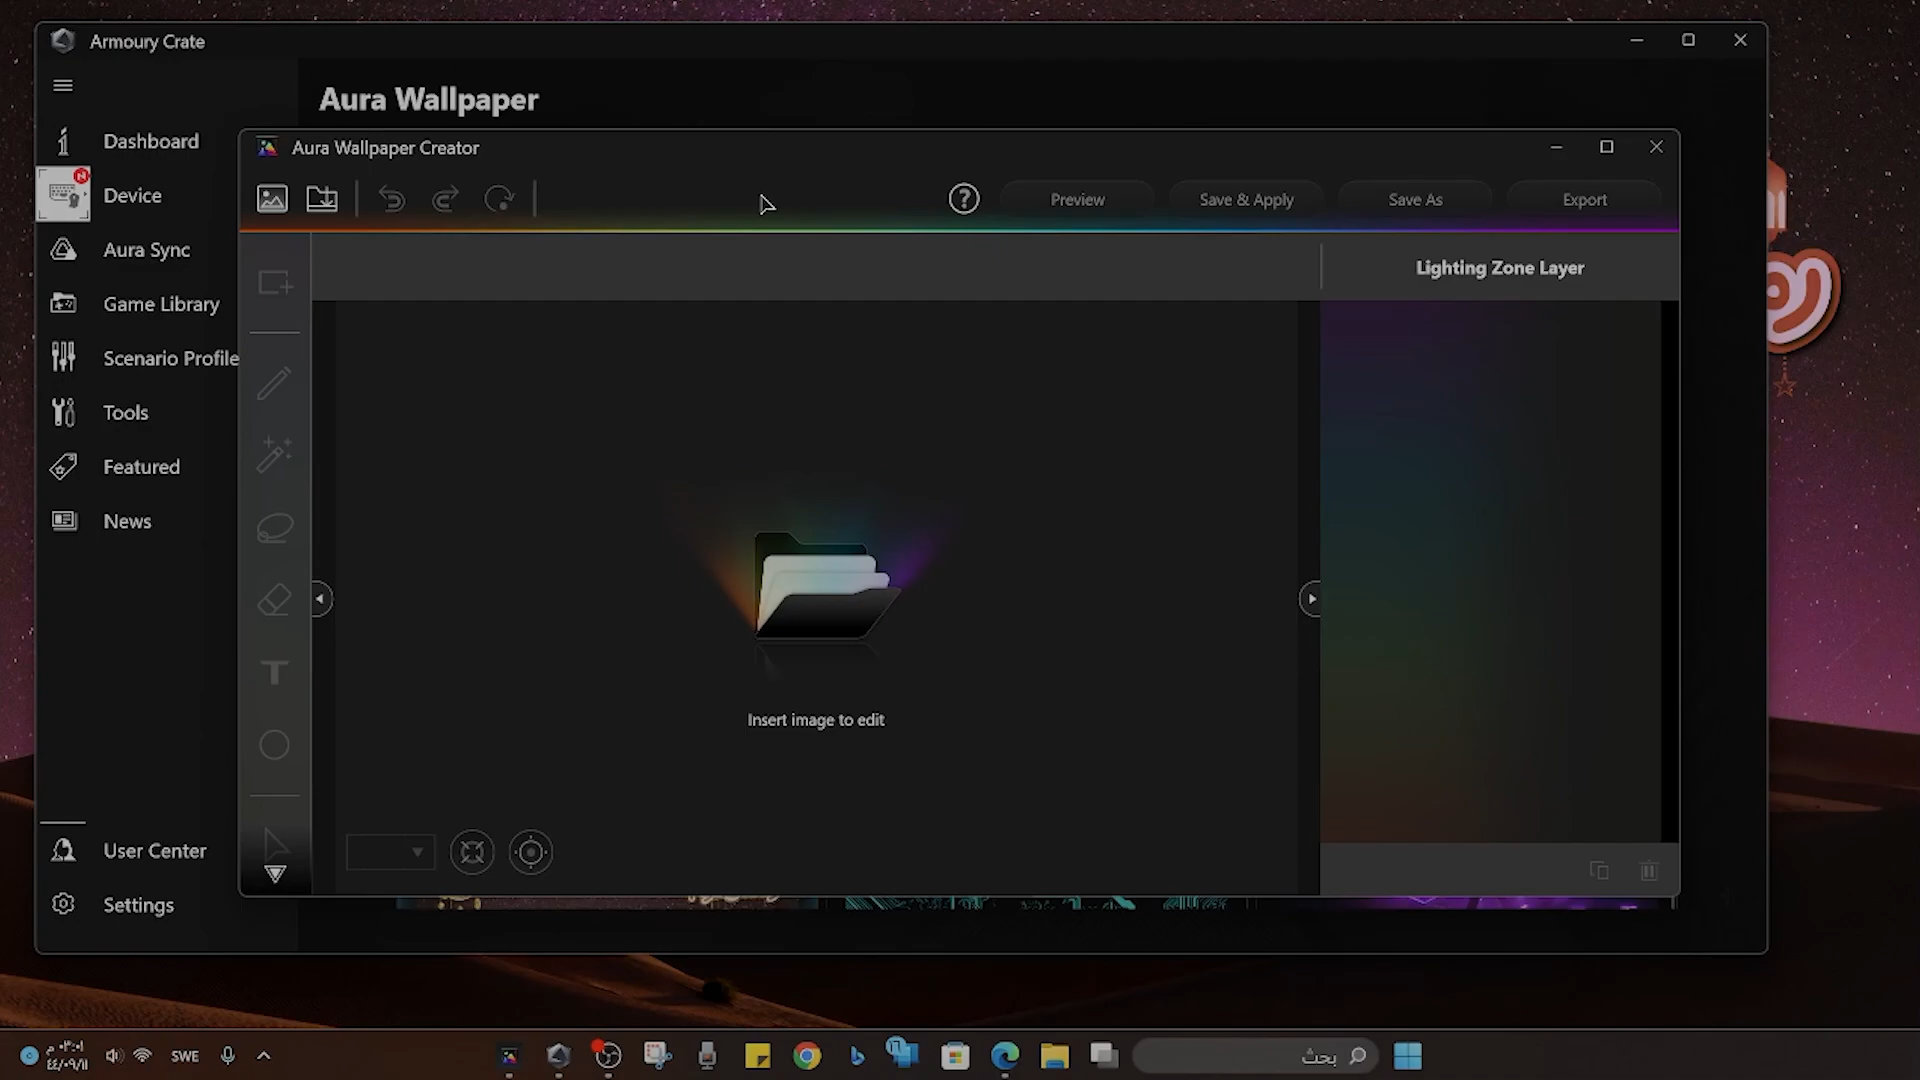 Armoury Crate
Aura Wallpaper
Dashboard
Device
Aura Sync
Game Library
Scenario Profile
Tools
Featured
News
User Center
Settings
Aura Wallpaper Creator
Preview
Save & Apply
Save As
Export
Lighting Zone Layer
Insert image to edit
SWE
بحث